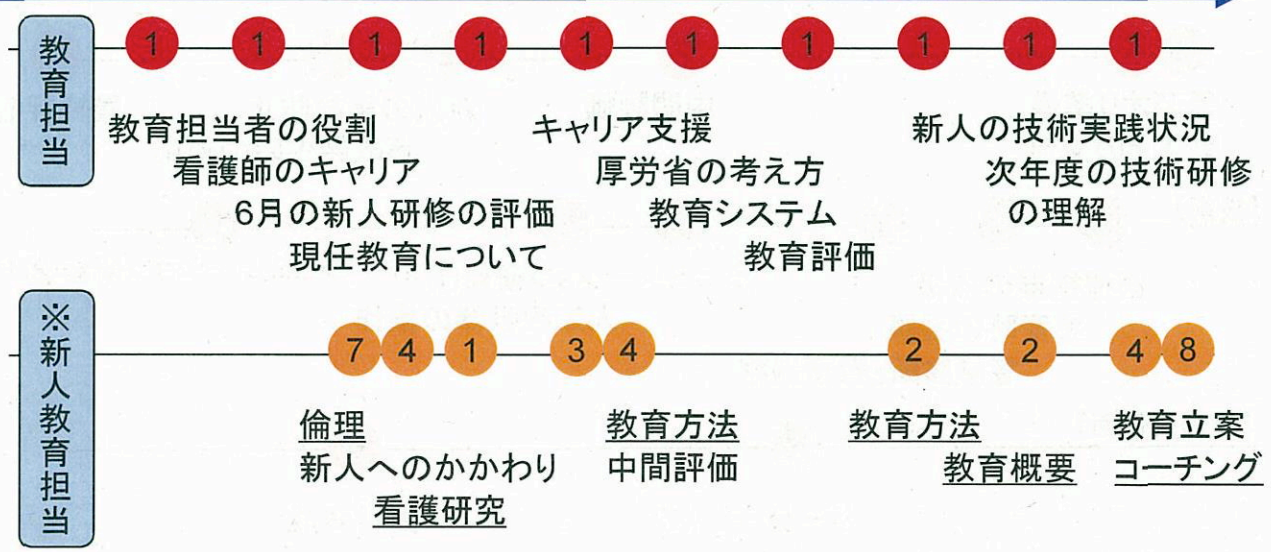 教育担当
1 1 1 1 1 1 1 1 1 1
教育担当者の役割
看護師のキャリア
6月の新人研修の評価
現任教育について
キャリア支援
厚労省の考え方
教育システム
教育評価
新人の技術実践状況
次年度の技術研修
の理解
※新人教育担当
7 4 1 3 4 2 2 4 8
倫理
新人へのかかわり
看護研究
教育方法
中間評価
教育方法
教育概要
教育立案
コーチング